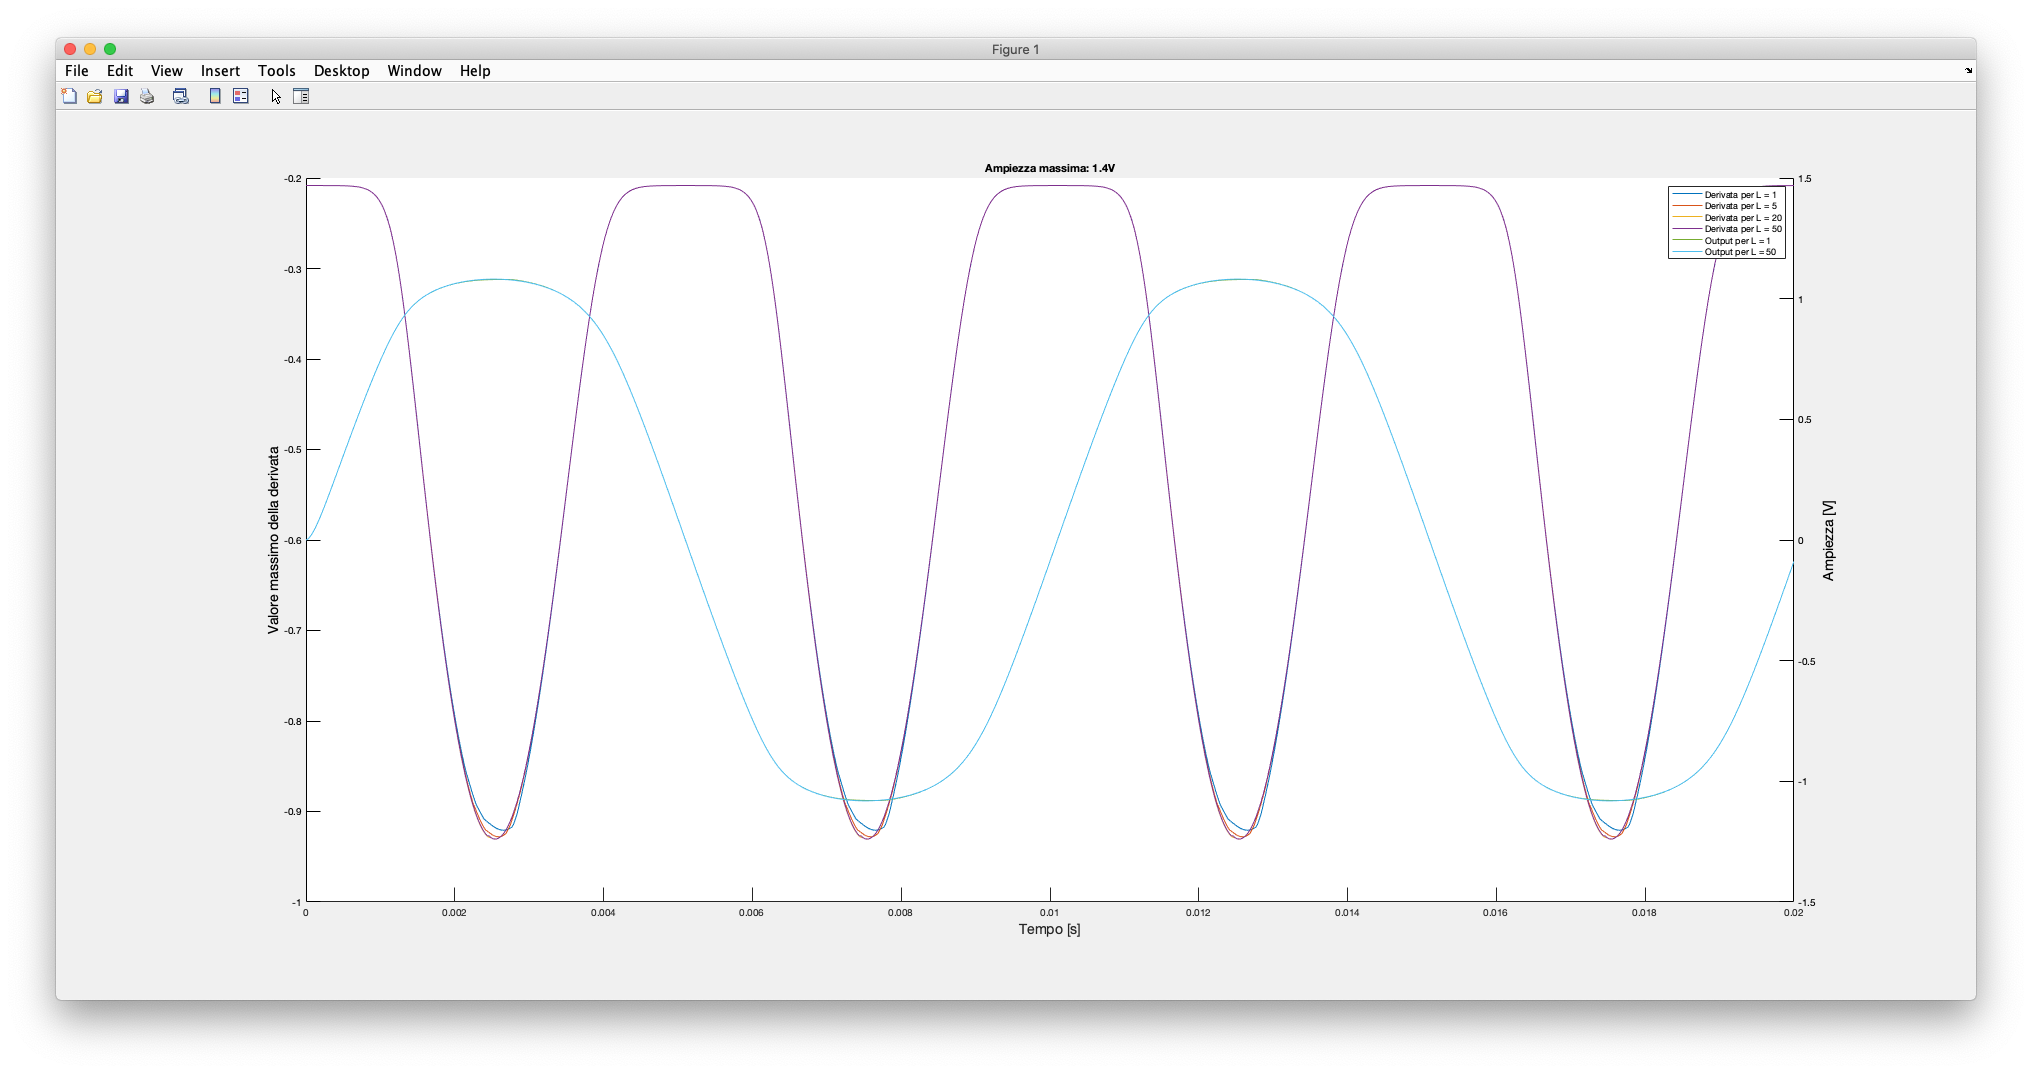 Figure 1
File Edit View Insert Tools Desktop Window Help
Ampiezza massima: 1.4V
-0.2
-0.3
-0.4
-0.5
-0.6
-0.7
-0.8
-0.9
-1
Valore massimo della derivata
Derivata per L = 1
Derivata per L = 5
Derivata per L = 20
Derivata per L = 50
Output per L = 1
Output per L = 50
1.5
1
0.5
0
-0.5
-1
-1.5
Ampiezza [V]
0 0.002 0.004 0.006 0.008 0.01 0.012 0.014 0.016 0.018 0.02
Tempo [s]